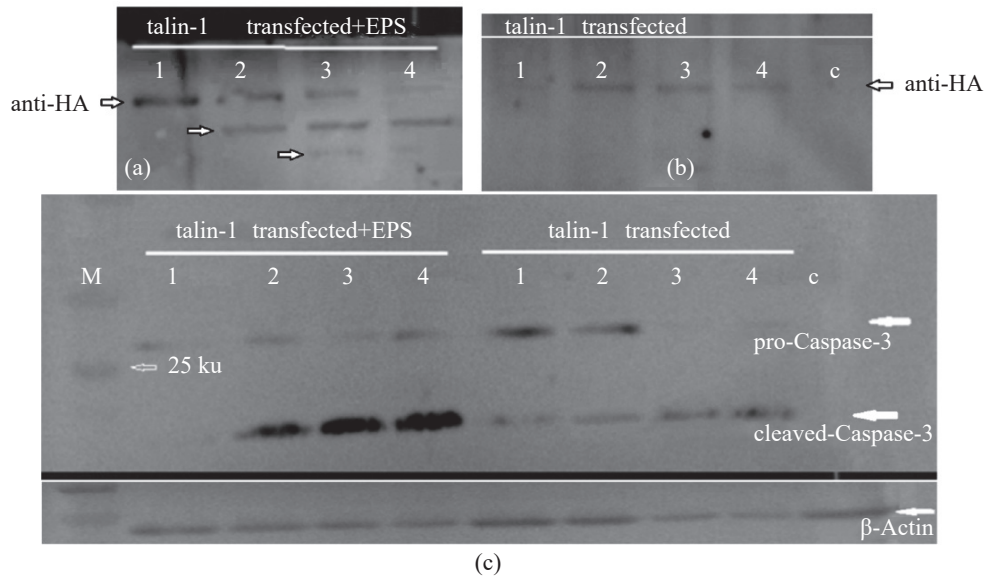 talin-1 transfected+EPS
1 2 3 4
anti-HA
(a)
talin-1 transfected
1 2 3 4 c
anti-HA
(b)
talin-1 transfected+EPS talin-1 transfected
M 1 2 3 4 1 2 3 4 c
pro-Caspase-3
25 ku
cleaved-Caspase-3
β-Actin
(c)